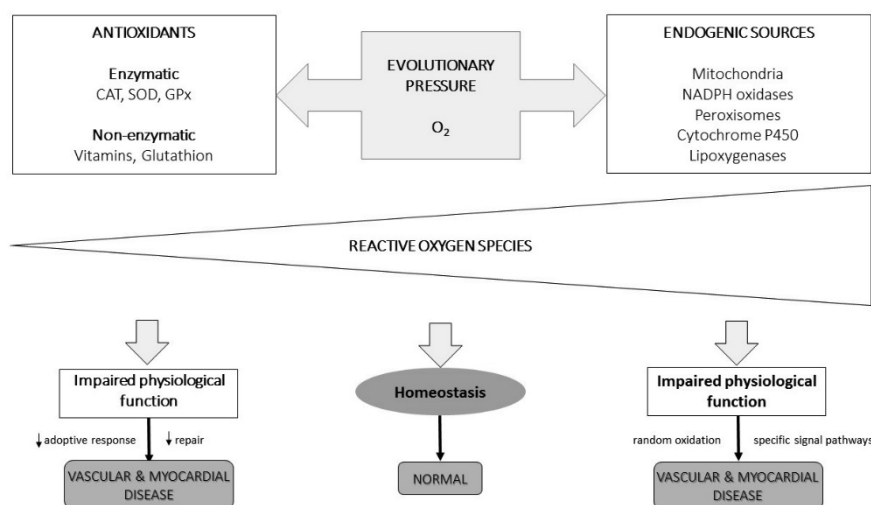 ANTIOXIDANTS
Enzymatic
CAT, SOD, GPx
Non-enzymatic
Vitamins, Glutathion
EVOLUTIONARY
PRESSURE
O₂
ENDOGENIC SOURCES
Mitochondria
NADPH oxidases
Peroxisomes
Cytochrome P450
Lipoxygenases
REACTIVE OXYGEN SPECIES
Impaired physiological
function
↓ adoptive response
↓ repair
VASCULAR & MYOCARDIAL
DISEASE
Homeostasis
NORMAL
Impaired physiological
function
random oxidation
specific signal pathways
VASCULAR & MYOCARDIAL
DISEASE